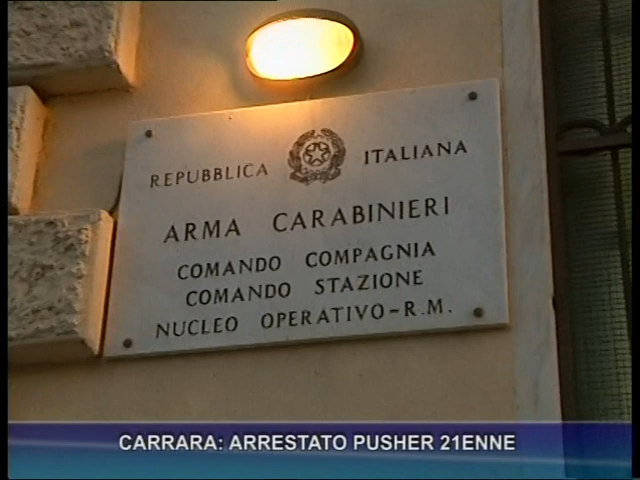 REPUBBLICA ITALIANA
ARMA CARABINIERI
COMANDO COMPAGNIA
COMANDO STAZIONE
NUCLEO OPERATIVO-R.M.
CARRARA: ARRESTATO PUSHER 21ENNE